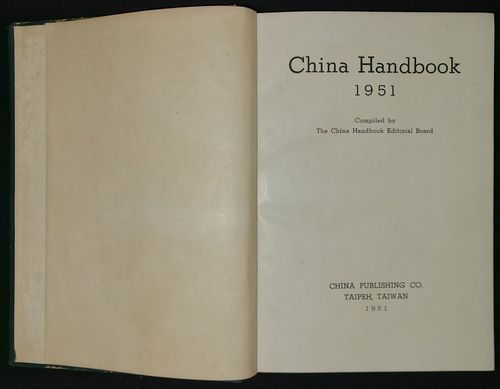 China Handbook
1951
Compiled by
The China Handbook Editorial Board
CHINA PUBLISHING CO.
TAIPEH, TAIWAN
1951